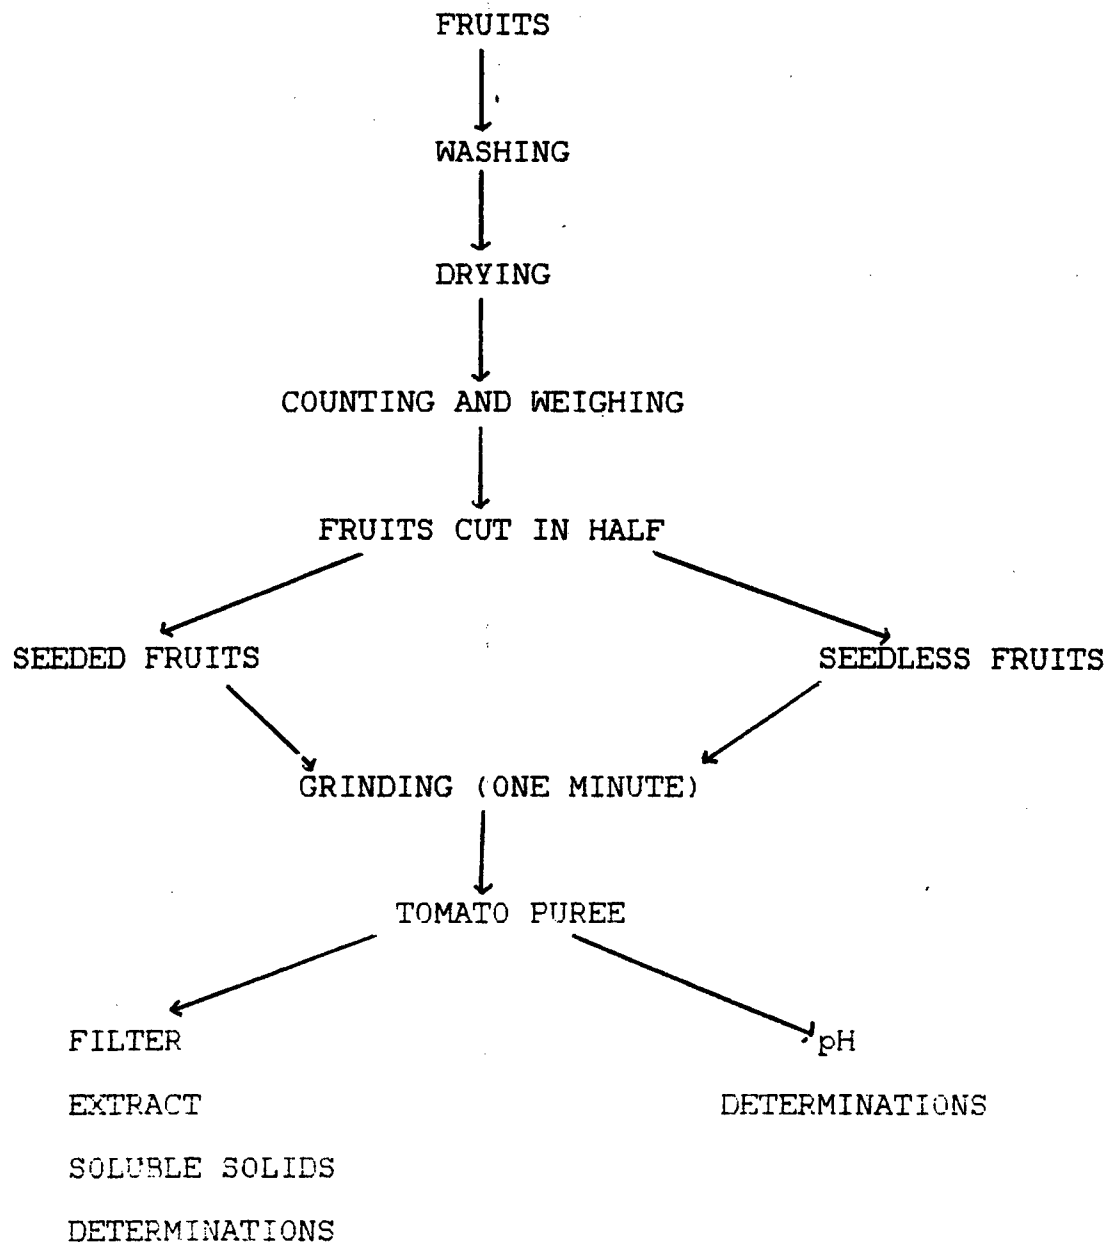 FRUITS
WASHING
DRYING
COUNTING AND WEIGHING
FRUITS CUT IN HALF
SEEDED FRUITS
SEEDLESS FRUITS
GRINDING (ONE MINUTE)
TOMATO PUREE
FILTER
EXTRACT
SOLUBLE SOLIDS
DETERMINATIONS
pH
DETERMINATIONS